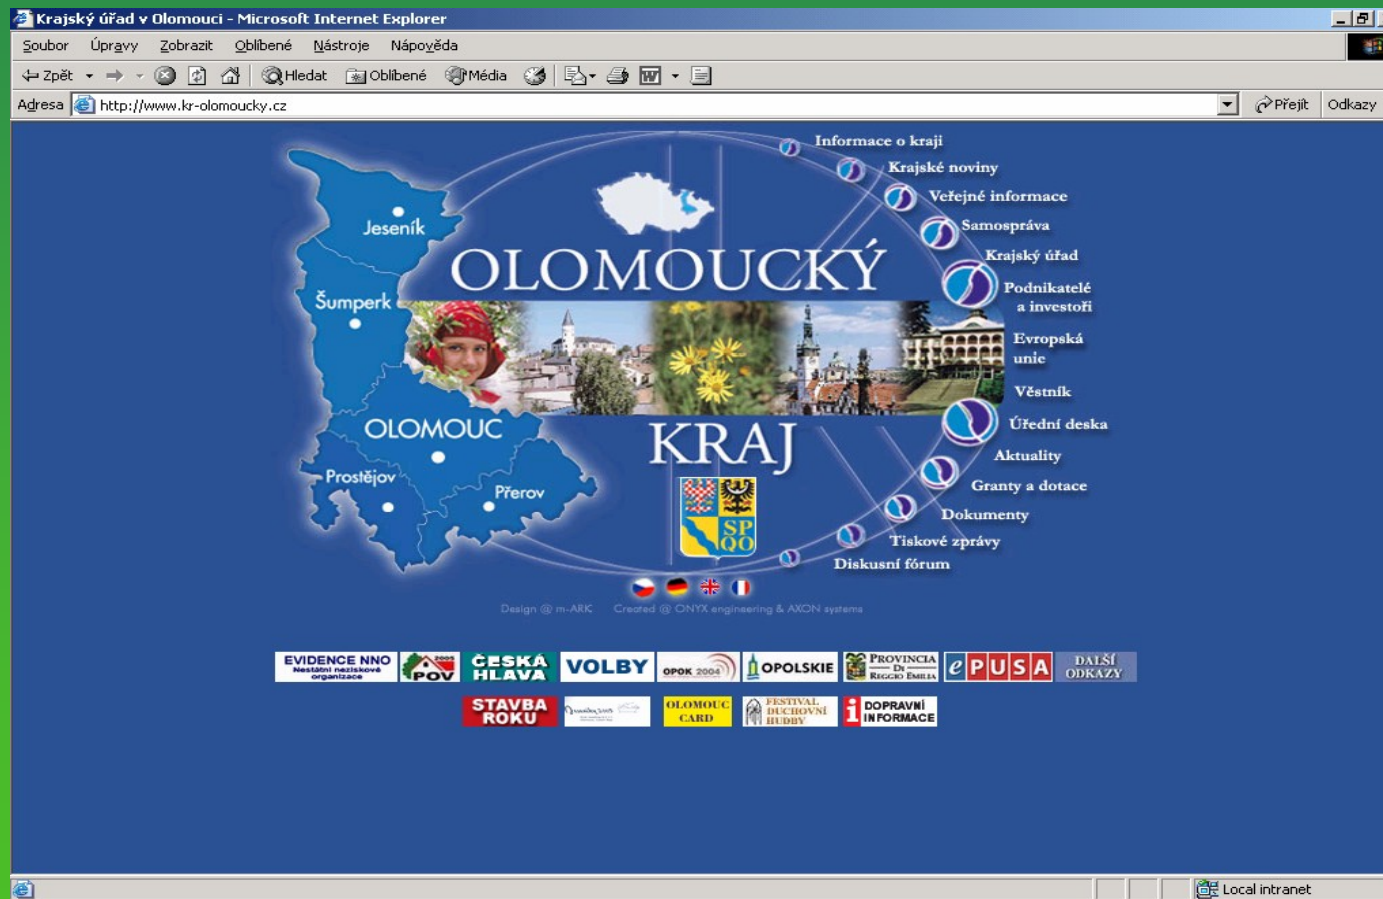 Krajský úřad v Olomouci - Microsoft Internet Explorer
Soubor Úpravy Zobrazit Oblíbené Nástroje Nápověda
Zpět Hledat Oblíbené Média
Adresa http://www.kr-olomoucky.cz Přejít Odkazy
Informace o kraji
Krajské noviny
Veřejné informace
Samospráva
Krajský úřad
Podnikatelé
a investoři
Evropská
unie
Věstník
Úřední deska
Aktuality
Granty a dotace
Dokumenty
Tiskové zprávy
Diskusní fórum
Jeseník
Šumperk
OLOMOUC
Prostějov
Přerov
OLOMOUCKÝ
KRAJ
SP
QO
Design @ m-ARK Created @ ONYX engineering & AXON systems
EVIDENCE NNO
Nestátní neziskové
organizace
2005
POV
ČESKÁ
HLAVA
VOLBY
OPOK 2004
OPOLSKIE
PROVINCIA
DI
REGGIO EMILIA
ePUSA
DALŠÍ
ODKAZY
STAVBA
ROKU
OLOMOUC
CARD
FESTIVAL
DUCHOVNÍ
HUDBY
i DOPRAVNÍ
INFORMACE
Local intranet